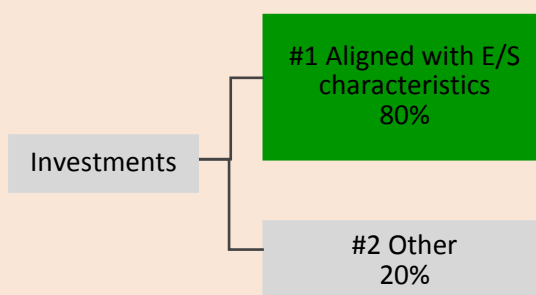 #1 Aligned with E/S
characteristics
80%
Investments
#2 Other
20%